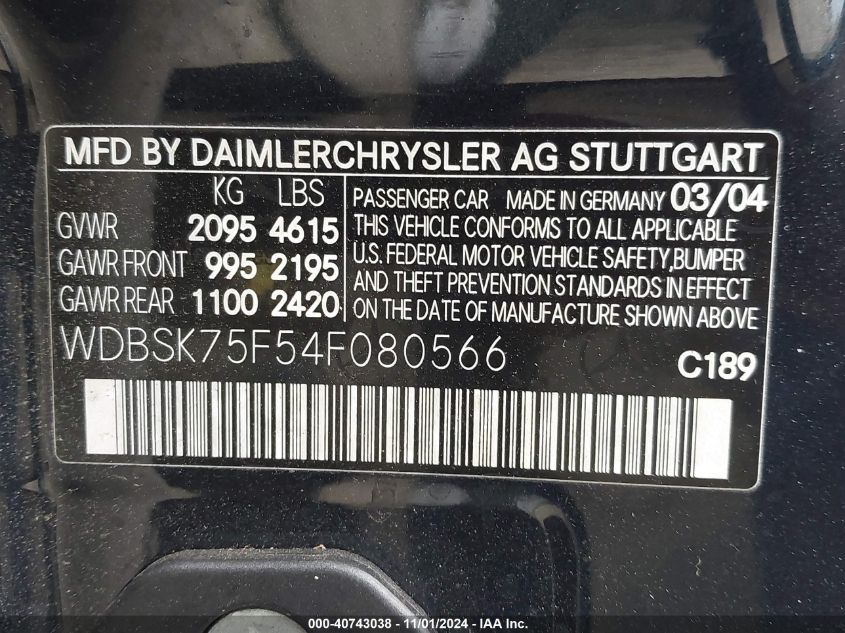 MFD BY DAIMLERCHRYSLER AG STUTTGART
KG LBS
GVWR 2095 4615
GAWR FRONT 995 2195
GAWR REAR 1100 2420
PASSENGER CAR MADE IN GERMANY 03/04
THIS VEHICLE CONFORMS TO ALL APPLICABLE
U.S. FEDERAL MOTOR VEHICLE SAFETY,BUMPER
AND THEFT PREVENTION STANDARDS IN EFFECT
ON THE DATE OF MANUFACTURE SHOWN ABOVE
WDBSK75F54F080566
C189
000-40743038 - 11/01/2024 - IAA Inc.